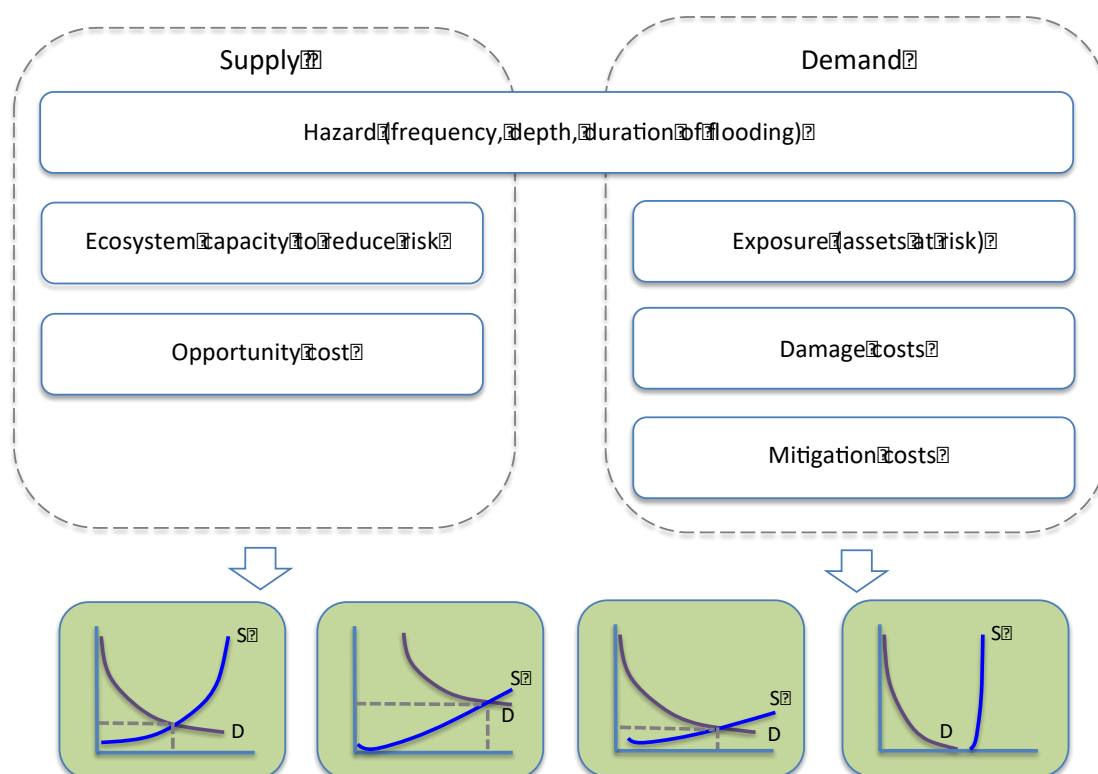 Supply
Demand
Hazard (frequency, depth, duration of flooding)
Ecosystem capacity to reduce risk
Exposure (assets at risk)
Opportunity cost
Damage costs
Mitigation costs
S
D
S
D
S
D
S
D